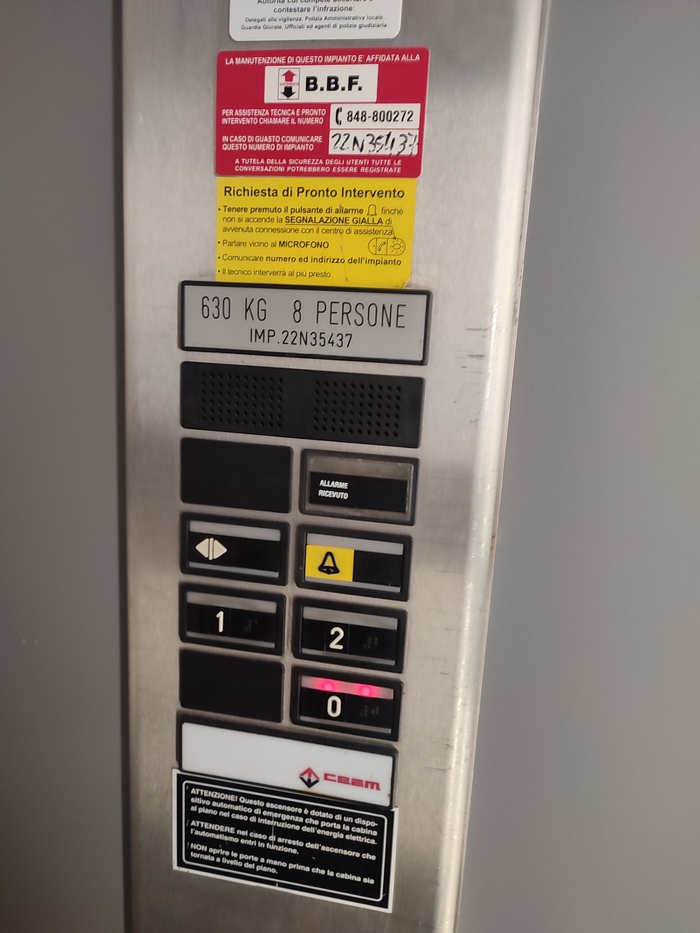 contestare l'infrazione:
Delegati alla vigilanza, Polizia Amministrativa locale,
Guardie Giurate, Ufficiali ed agenti di polizia giudiziaria.
LA MANUTENZIONE DI QUESTO IMPIANTO E' AFFIDATA ALLA
B.B.F.
PER ASSISTENZA TECNICA E PRONTO
INTERVENTO CHIAMARE IL NUMERO
848-800272
IN CASO DI GUASTO COMUNICARE
QUESTO NUMERO DI IMPIANTO
22N35437
A TUTELA DELLA SICUREZZA DEGLI UTENTI TUTTE LE
CONVERSAZIONI POTREBBERO ESSERE REGISTRATE
Richiesta di Pronto Intervento
• Tenere premuto il pulsante di allarme finché
non si accende la SEGNALAZIONE GIALLA di
avvenuta connessione con il centro di assistenza
• Parlare vicino al MICROFONO
• Comunicare numero ed indirizzo dell'impianto
• Il tecnico interverrà al più presto
630 KG 8 PERSONE
IMP.22N35437
ALLARME
RICEVUTO
1
2
0
CEAM
ATTENZIONE! Questo ascensore è dotato di un dispo-
sitivo automatico di emergenza che porta la cabina
al piano nel caso di interruzione dell'energia elettrica.
ATTENDERE nel caso di arresto dell'ascensore che
l'automatismo entri in funzione.
NON aprire le porte a mano prima che la cabina sia
tornata a livello del piano.